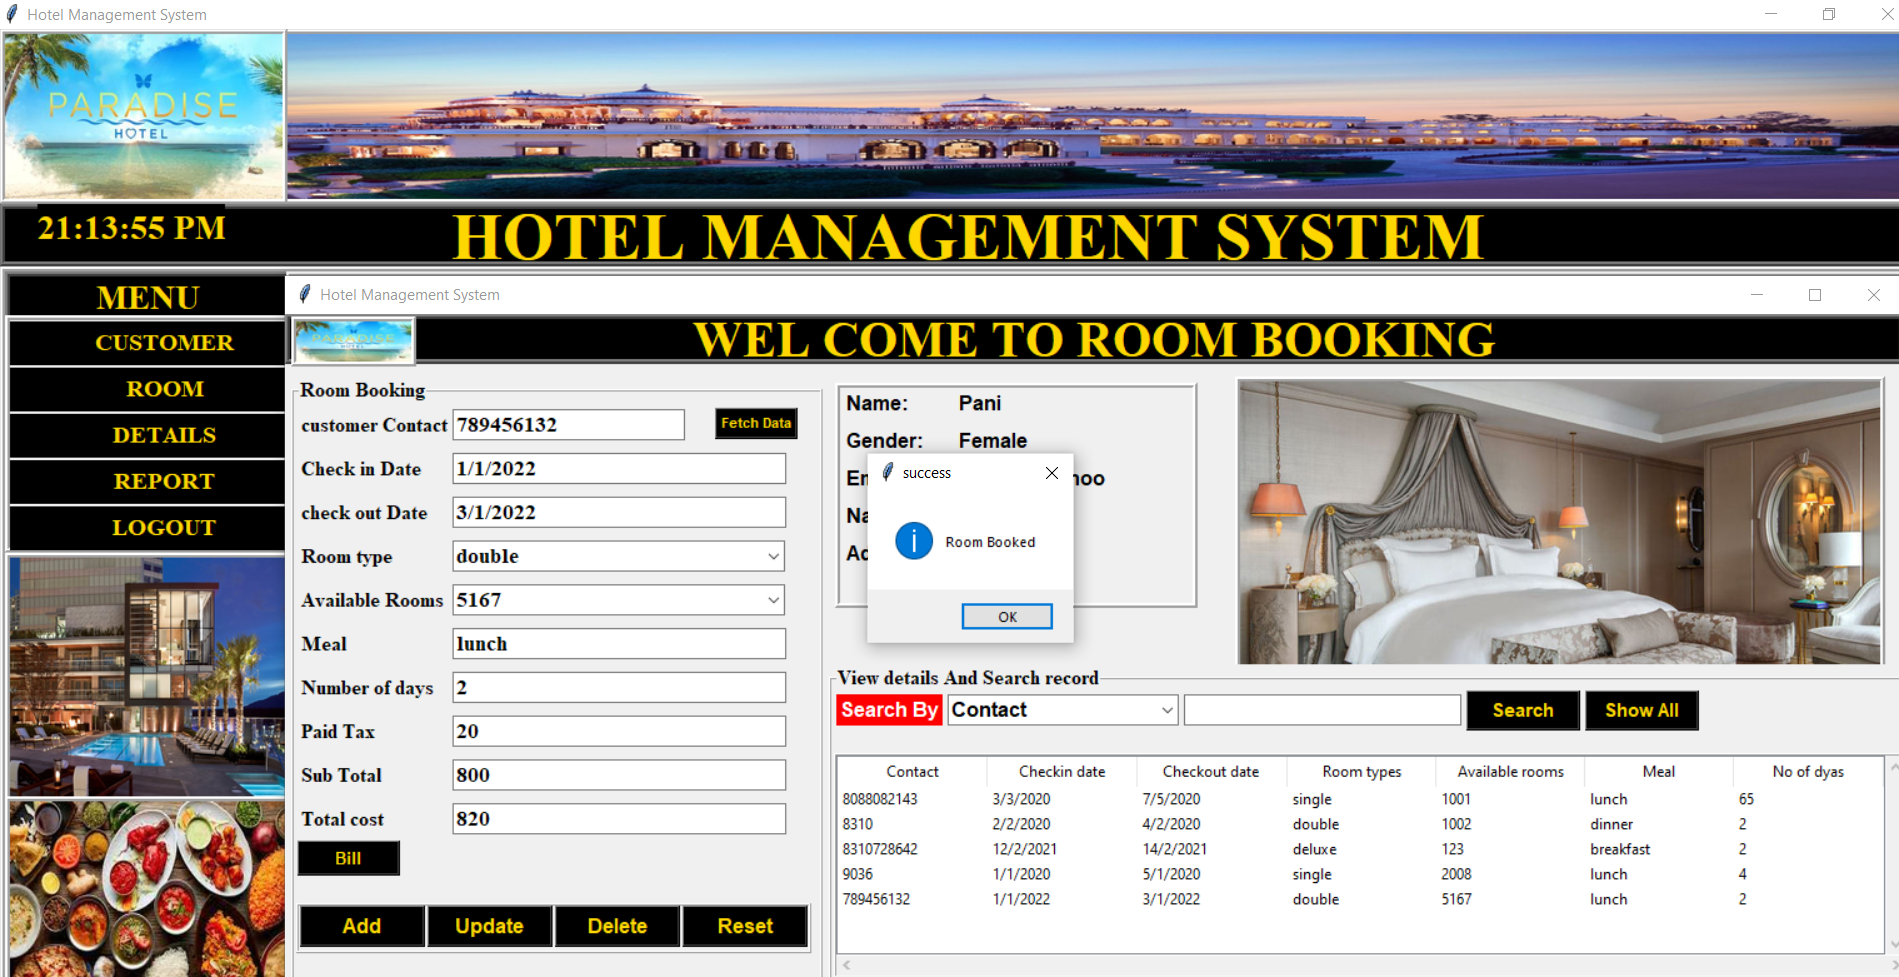 Hotel Management System
PARADISE
HOTEL
21:13:55 PM
HOTEL MANAGEMENT SYSTEM
MENU
CUSTOMER
ROOM
DETAILS
REPORT
LOGOUT
Hotel Management System
PARADISE
WEL COME TO ROOM BOOKING
Room Booking
customer Contact 789456132 Fetch Data
Check in Date 1/1/2022
check out Date 3/1/2022
Room type double
Available Rooms 5167
Meal lunch
Number of days 2
Paid Tax 20
Sub Total 800
Total cost 820
Bill
Add Update Delete Reset
Name: Pani
Gender: Female
success
Room Booked
OK
View details And Search record
Search By Contact Search Show All
Contact Checkin date Checkout date Room types Available rooms Meal No of dyas
8088082143 3/3/2020 7/5/2020 single 1001 lunch 65
8310 2/2/2020 4/2/2020 double 1002 dinner 2
8310728642 12/2/2021 14/2/2021 deluxe 123 breakfast 2
9036 1/1/2020 5/1/2020 single 2008 lunch 4
789456132 1/1/2022 3/1/2022 double 5167 lunch 2